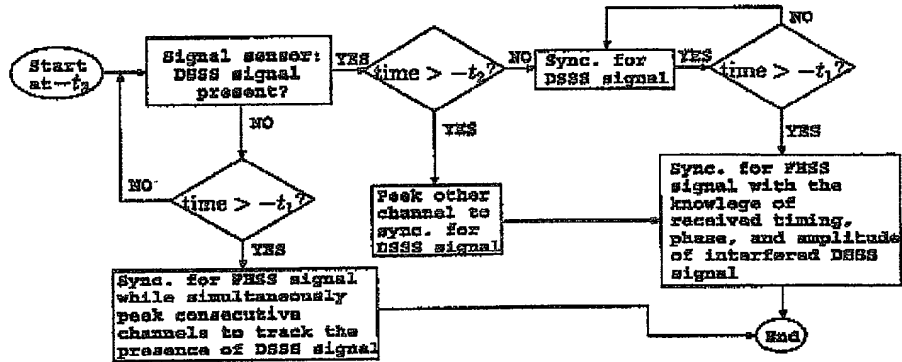 Start
at −t₃
Signal sensor:
DSSS signal
present?
YES
time > −t₂?
NO
Sync. for
DSSS signal
YES
time > −t₁?
NO
NO
YES
YES
NO
time > −t₁?
YES
Peek other
channel to
sync. for
DSSS signal
Sync. for FHSS
signal with the
knowlege of
received timing,
phase, and amplitude
of interfered DSSS
signal
Sync. for FHSS signal
while simultaneously
peek consecutive
channels to track the
presence of DSSS signal
End